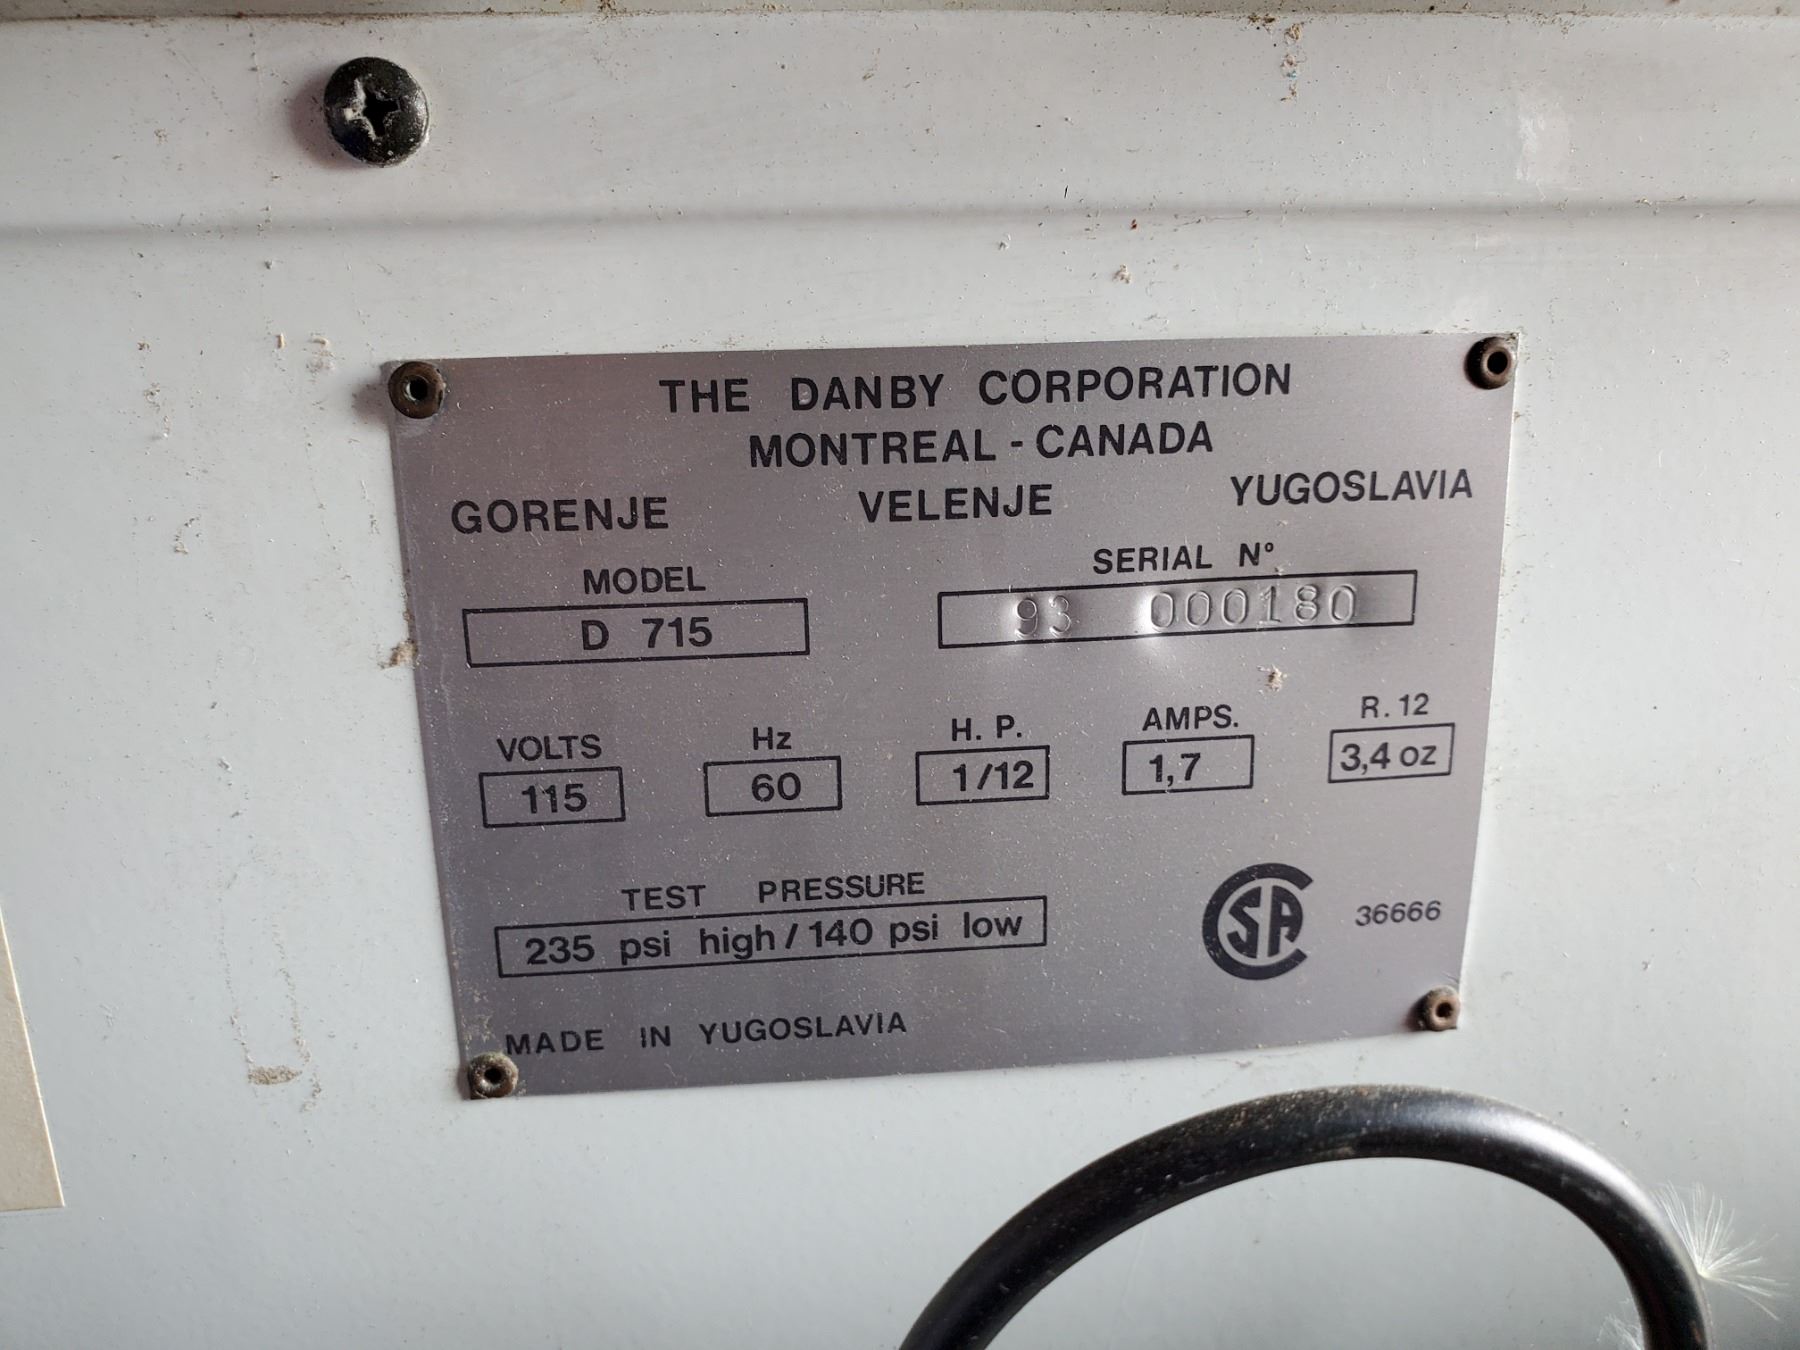 THE DANBY CORPORATION
MONTREAL - CANADA
GORENJE VELENJE YUGOSLAVIA
MODEL SERIAL N°
D 715 93 000180
VOLTS Hz H. P. AMPS. R. 12
115 60 1/12 1,7 3,4 oz
TEST PRESSURE
235 psi high / 140 psi low
CSA 36666
MADE IN YUGOSLAVIA